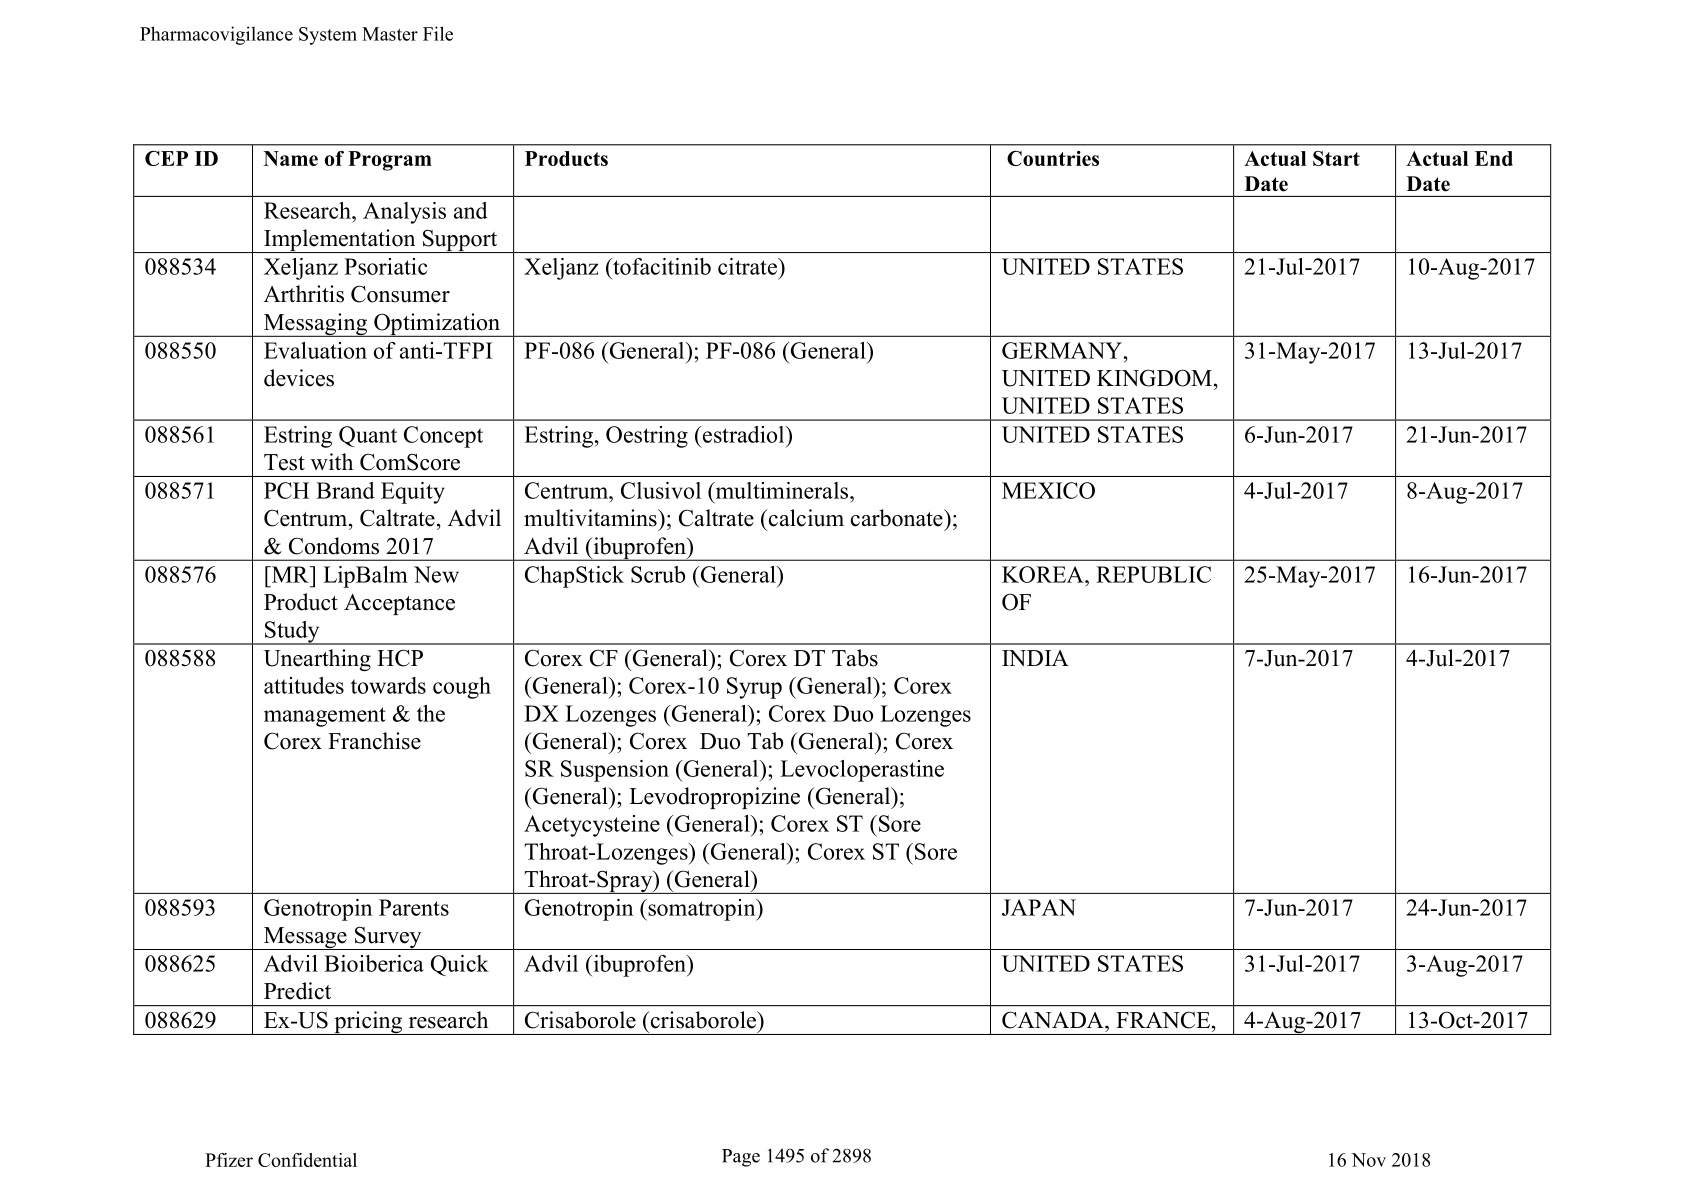 Pharmacovigilance System Master File
CEP ID Name of Program Products Countries Actual Start Date Actual End Date
Research, Analysis and
Implementation Support
088534 Xeljanz Psoriatic Xeljanz (tofacitinib citrate) UNITED STATES 21-Jul-2017 10-Aug-2017
Arthritis Consumer
Messaging Optimization
088550 Evaluation of anti-TFPI PF-086 (General); PF-086 (General) GERMANY, 31-May-2017 13-Jul-2017
devices UNITED KINGDOM,
UNITED STATES
088561 Estring Quant Concept Estring, Oestring (estradiol) UNITED STATES 6-Jun-2017 21-Jun-2017
Test with ComScore
088571 PCH Brand Equity Centrum, Clusivol (multiminerals, MEXICO 4-Jul-2017 8-Aug-2017
Centrum, Caltrate, Advil multivitamins); Caltrate (calcium carbonate);
& Condoms 2017 Advil (ibuprofen)
088576 [MR] LipBalm New ChapStick Scrub (General) KOREA, REPUBLIC 25-May-2017 16-Jun-2017
Product Acceptance OF
Study
088588 Unearthing HCP Corex CF (General); Corex DT Tabs INDIA 7-Jun-2017 4-Jul-2017
attitudes towards cough (General); Corex-10 Syrup (General); Corex
management & the DX Lozenges (General); Corex Duo Lozenges
Corex Franchise (General); Corex  Duo Tab (General); Corex
SR Suspension (General); Levocloperastine
(General); Levodropropizine (General);
Acetycysteine (General); Corex ST (Sore
Throat-Lozenges) (General); Corex ST (Sore
Throat-Spray) (General)
088593 Genotropin Parents Genotropin (somatropin) JAPAN 7-Jun-2017 24-Jun-2017
Message Survey
088625 Advil Bioiberica Quick Advil (ibuprofen) UNITED STATES 31-Jul-2017 3-Aug-2017
Predict
088629 Ex-US pricing research Crisaborole (crisaborole) CANADA, FRANCE, 4-Aug-2017 13-Oct-2017
Pfizer Confidential Page 1495 of 2898 16 Nov 2018